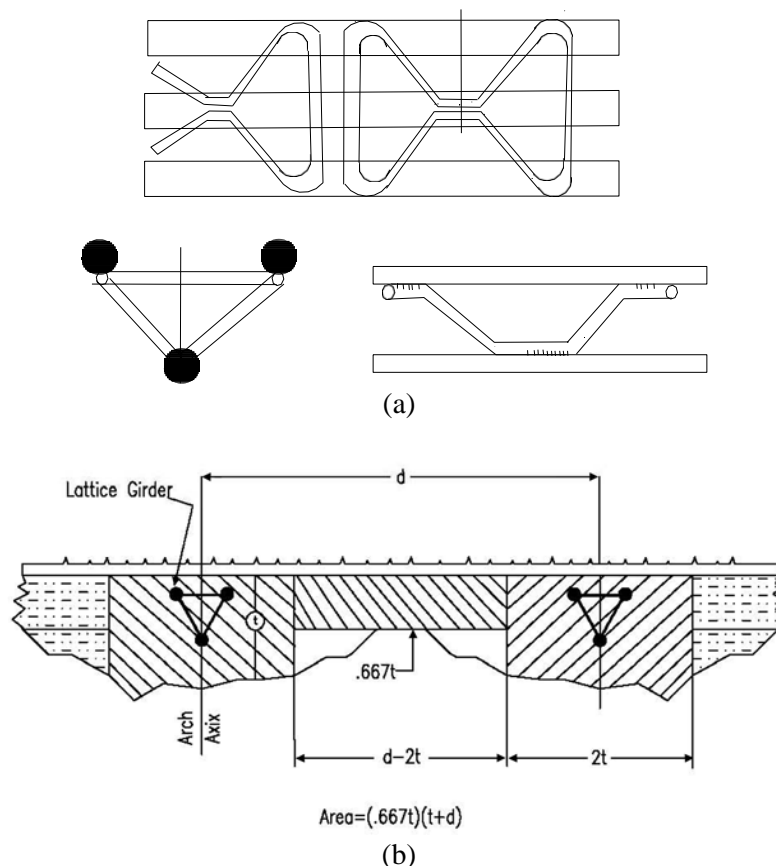 (a)
d
Lattice Girder
t
.667t
Arch
Axix
d-2t
2t
Area=(.667t)(t+d)
(b)